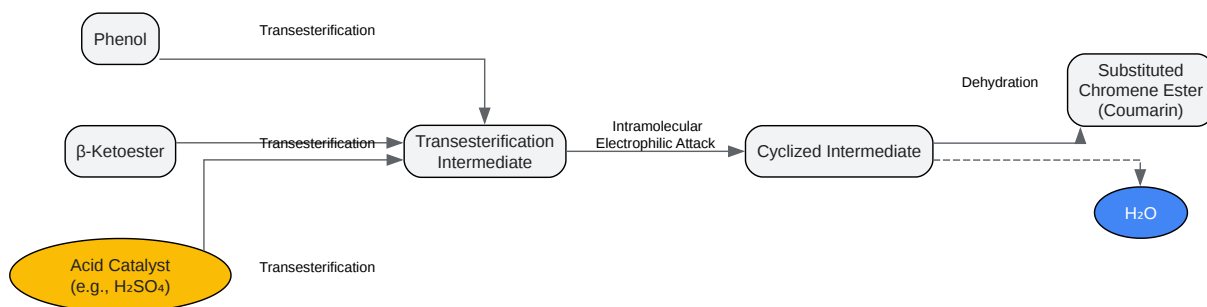 Phenol
Transesterification
β-Ketoester
Transesterification
Acid Catalyst
(e.g., H₂SO₄)
Transesterification
Transesterification
Intermediate
Intramolecular
Electrophilic Attack
Cyclized Intermediate
Dehydration
Substituted
Chromene Ester
(Coumarin)
H₂O